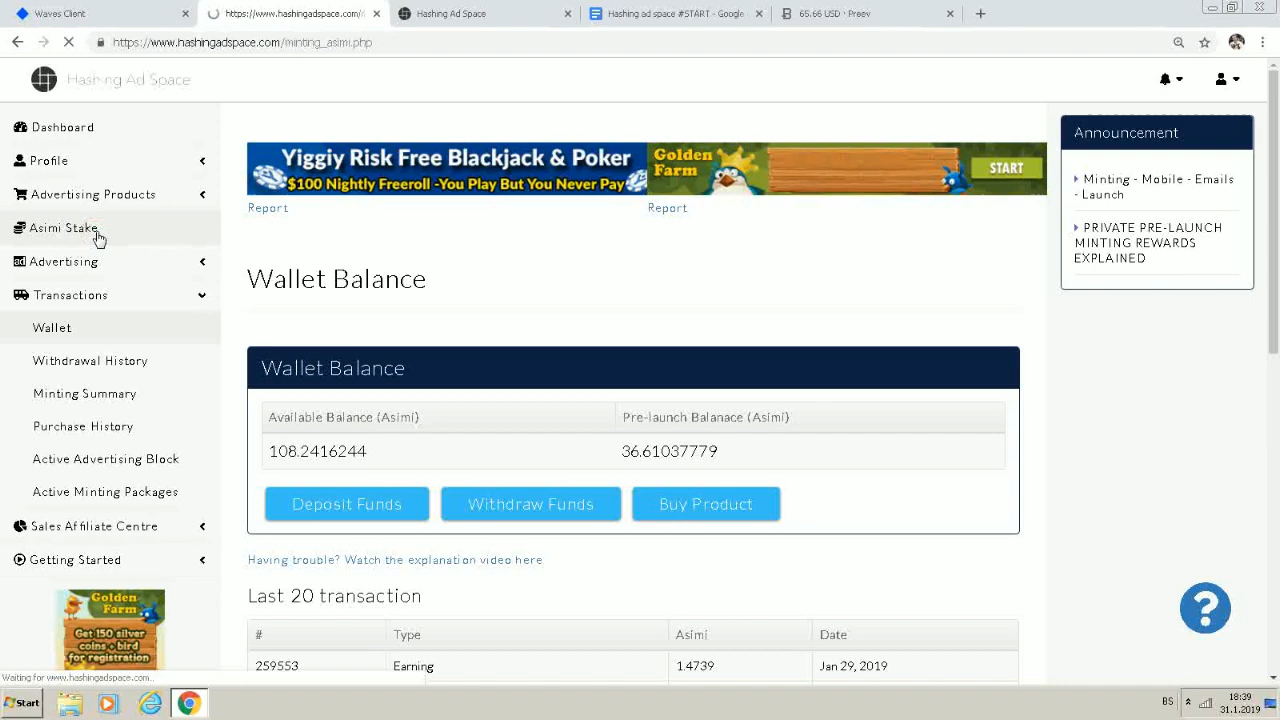 Waves Client
https://www.hashingadspace.com/
Hashing Ad Space
Hashing ad space #START - Google
https://www.hashingadspace.com/minting_asimi.php
Hashing Ad Space
Dashboard
Profile
Advertising Products
Asimi Stake
Advertising
Transactions
Wallet
Withdrawal History
Minting Summary
Purchase History
Active Advertising Block
Active Minting Packages
Sales Affiliate Centre
Getting Started
Golden
Farm
Get 150 silver
coins + bird
for registration
Waiting for www.hashingadspace.com...
Yiggiy Risk Free Blackjack & Poker
$100 Nightly Freeroll -You Play But You Never Pay
Golden
Farm
START
Report
Report
Wallet Balance
Wallet Balance
Available Balance (Asimi)
Pre-launch Balanace (Asimi)
108.2416244
36.61037779
Deposit Funds
Withdraw Funds
Buy Product
Having trouble? Watch the explanation video here
Last 20 transaction
# Type Asimi Date
259553 Earning 1.4739 Jan 29, 2019
Announcement
Minting - Mobile - Emails
- Launch
PRIVATE PRE-LAUNCH
MINTING REWARDS
EXPLAINED
?
Start
BS
18:39
31.1.2019